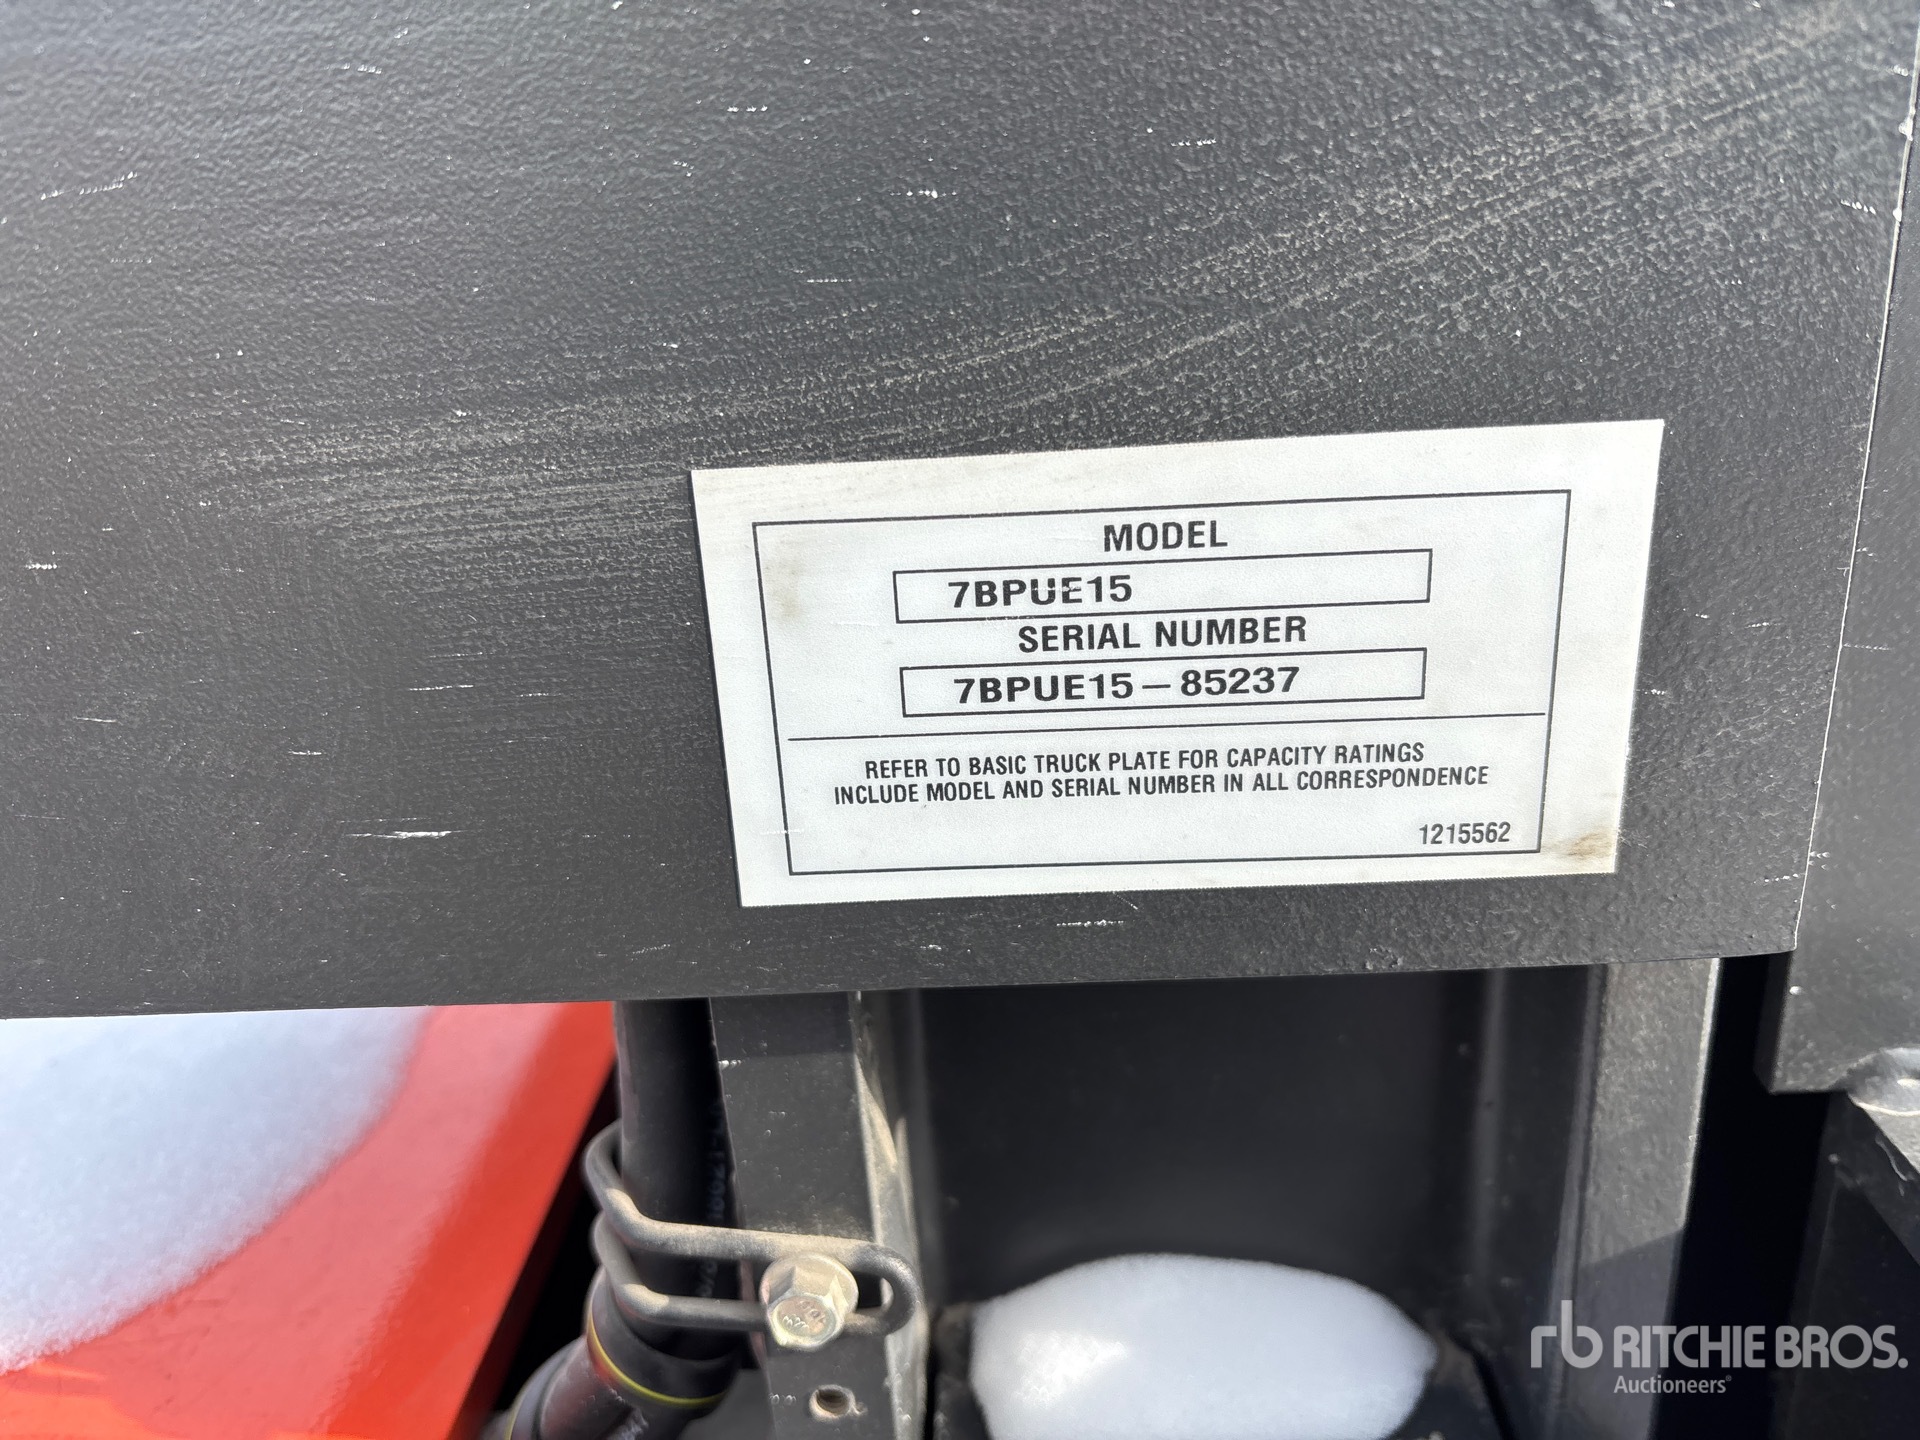 MODEL
7BPUE15
SERIAL NUMBER
7BPUE15-85237
REFER TO BASIC TRUCK PLATE FOR CAPACITY RATINGS
INCLUDE MODEL AND SERIAL NUMBER IN ALL CORRESPONDENCE
1215562
rb RITCHIE BROS.
Auctioneers